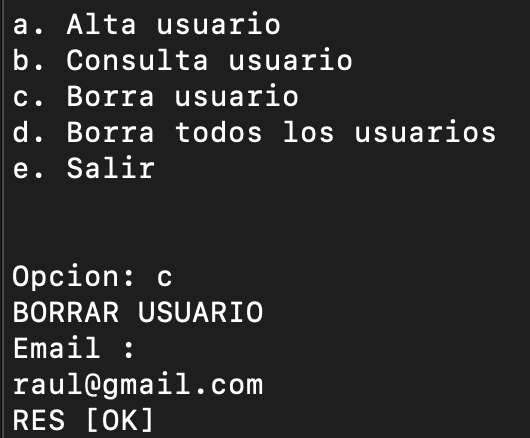 a. Alta usuario
b. Consulta usuario
c. Borra usuario
d. Borra todos los usuarios
e. Salir
Opcion: c
BORRAR USUARIO
Email :
raul@gmail.com
RES [OK]